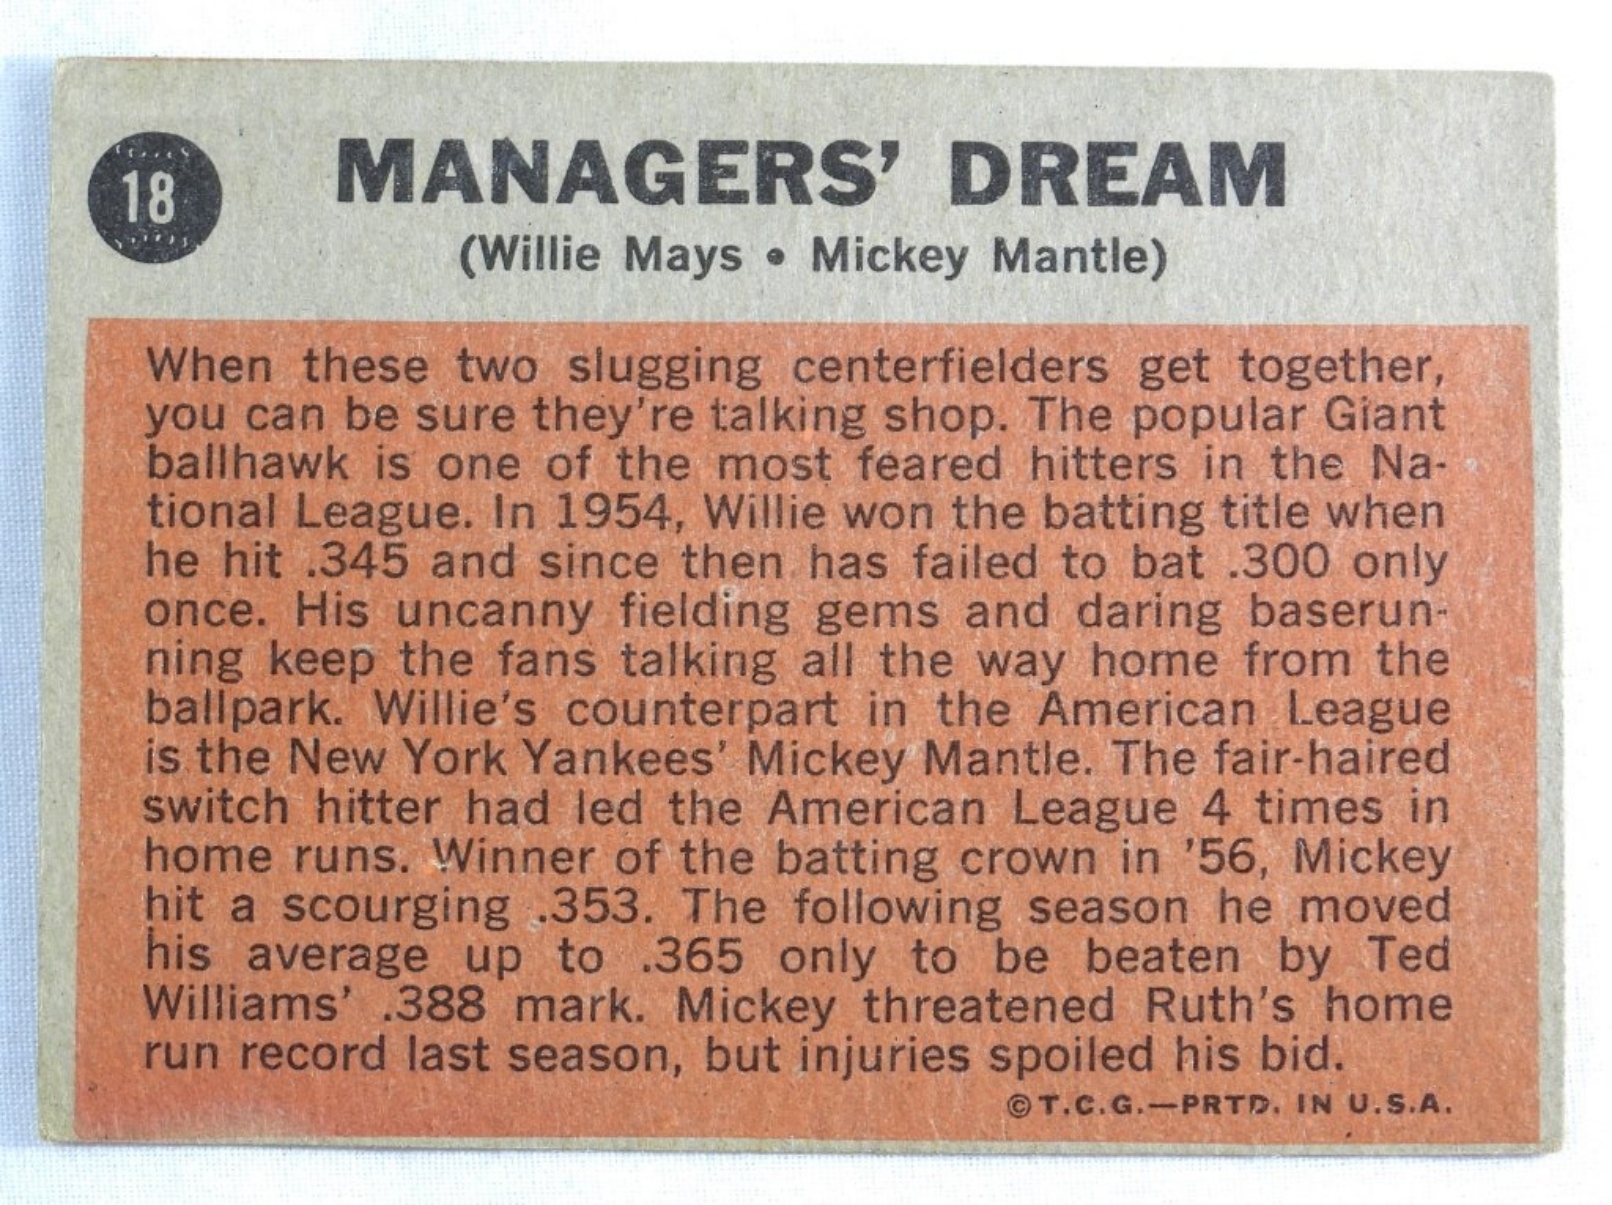 18
MANAGERS' DREAM
(Willie Mays • Mickey Mantle)
When these two slugging centerfielders get together,
you can be sure they're talking shop. The popular Giant
ballhawk is one of the most feared hitters in the Na-
tional League. In 1954, Willie won the batting title when
he hit .345 and since then has failed to bat .300 only
once. His uncanny fielding gems and daring baserun-
ning keep the fans talking all the way home from the
ballpark. Willie's counterpart in the American League
is the New York Yankees' Mickey Mantle. The fair-haired
switch hitter had led the American League 4 times in
home runs. Winner of the batting crown in '56, Mickey
hit a scourging .353. The following season he moved
his average up to .365 only to be beaten by Ted
Williams' .388 mark. Mickey threatened Ruth's home
run record last season, but injuries spoiled his bid.
©T.C.G.—PRTD. IN U.S.A.